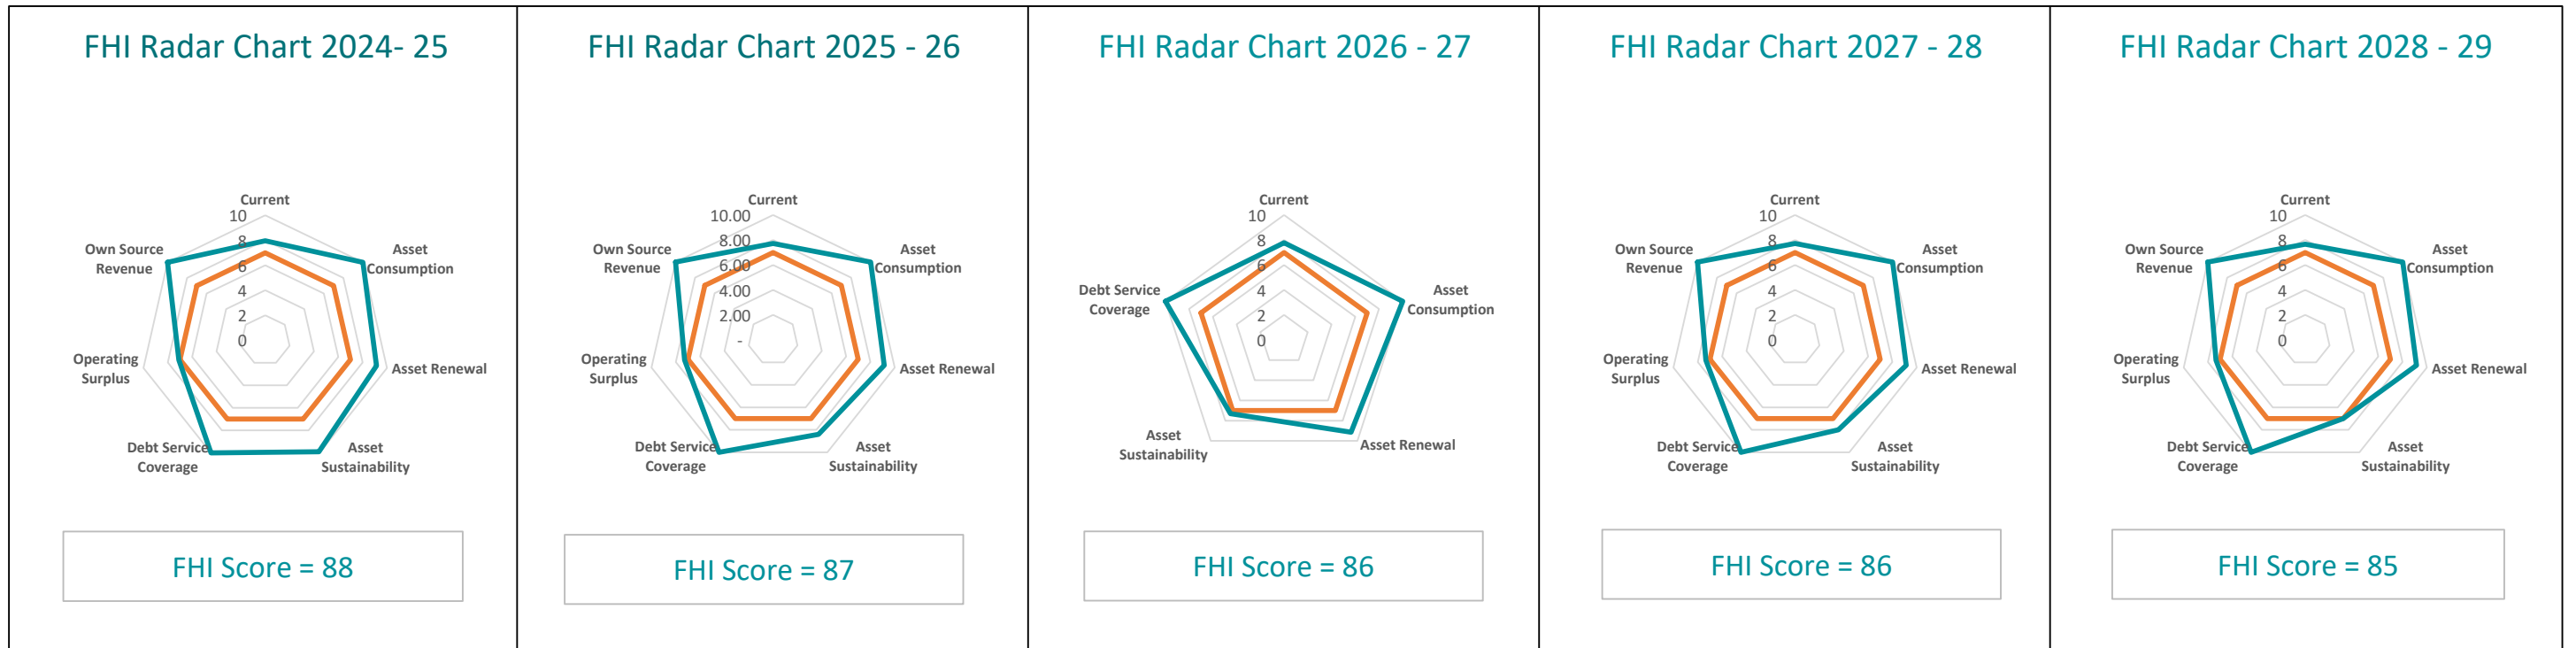 FHI Radar Chart 2024- 25
Current
10
8
6
4
2
0
Own Source
Revenue
Asset
Consumption
Operating
Surplus
Asset Renewal
Debt Service
Coverage
Asset
Sustainability
FHI Score = 88
FHI Radar Chart 2025 - 26
Current
10.00
8.00
6.00
4.00
2.00
-
Own Source
Revenue
Asset
Consumption
Operating
Surplus
Asset Renewal
Debt Service
Coverage
Asset
Sustainability
FHI Score = 87
FHI Radar Chart 2026 - 27
Current
10
8
6
4
2
0
Debt Service
Coverage
Asset
Consumption
Asset
Sustainability
Asset Renewal
FHI Score = 86
FHI Radar Chart 2027 - 28
Current
10
8
6
4
2
0
Own Source
Revenue
Asset
Consumption
Operating
Surplus
Asset Renewal
Debt Service
Coverage
Asset
Sustainability
FHI Score = 86
FHI Radar Chart 2028 - 29
Current
10
8
6
4
2
0
Own Source
Revenue
Asset
Consumption
Operating
Surplus
Asset Renewal
Debt Service
Coverage
Asset
Sustainability
FHI Score = 85